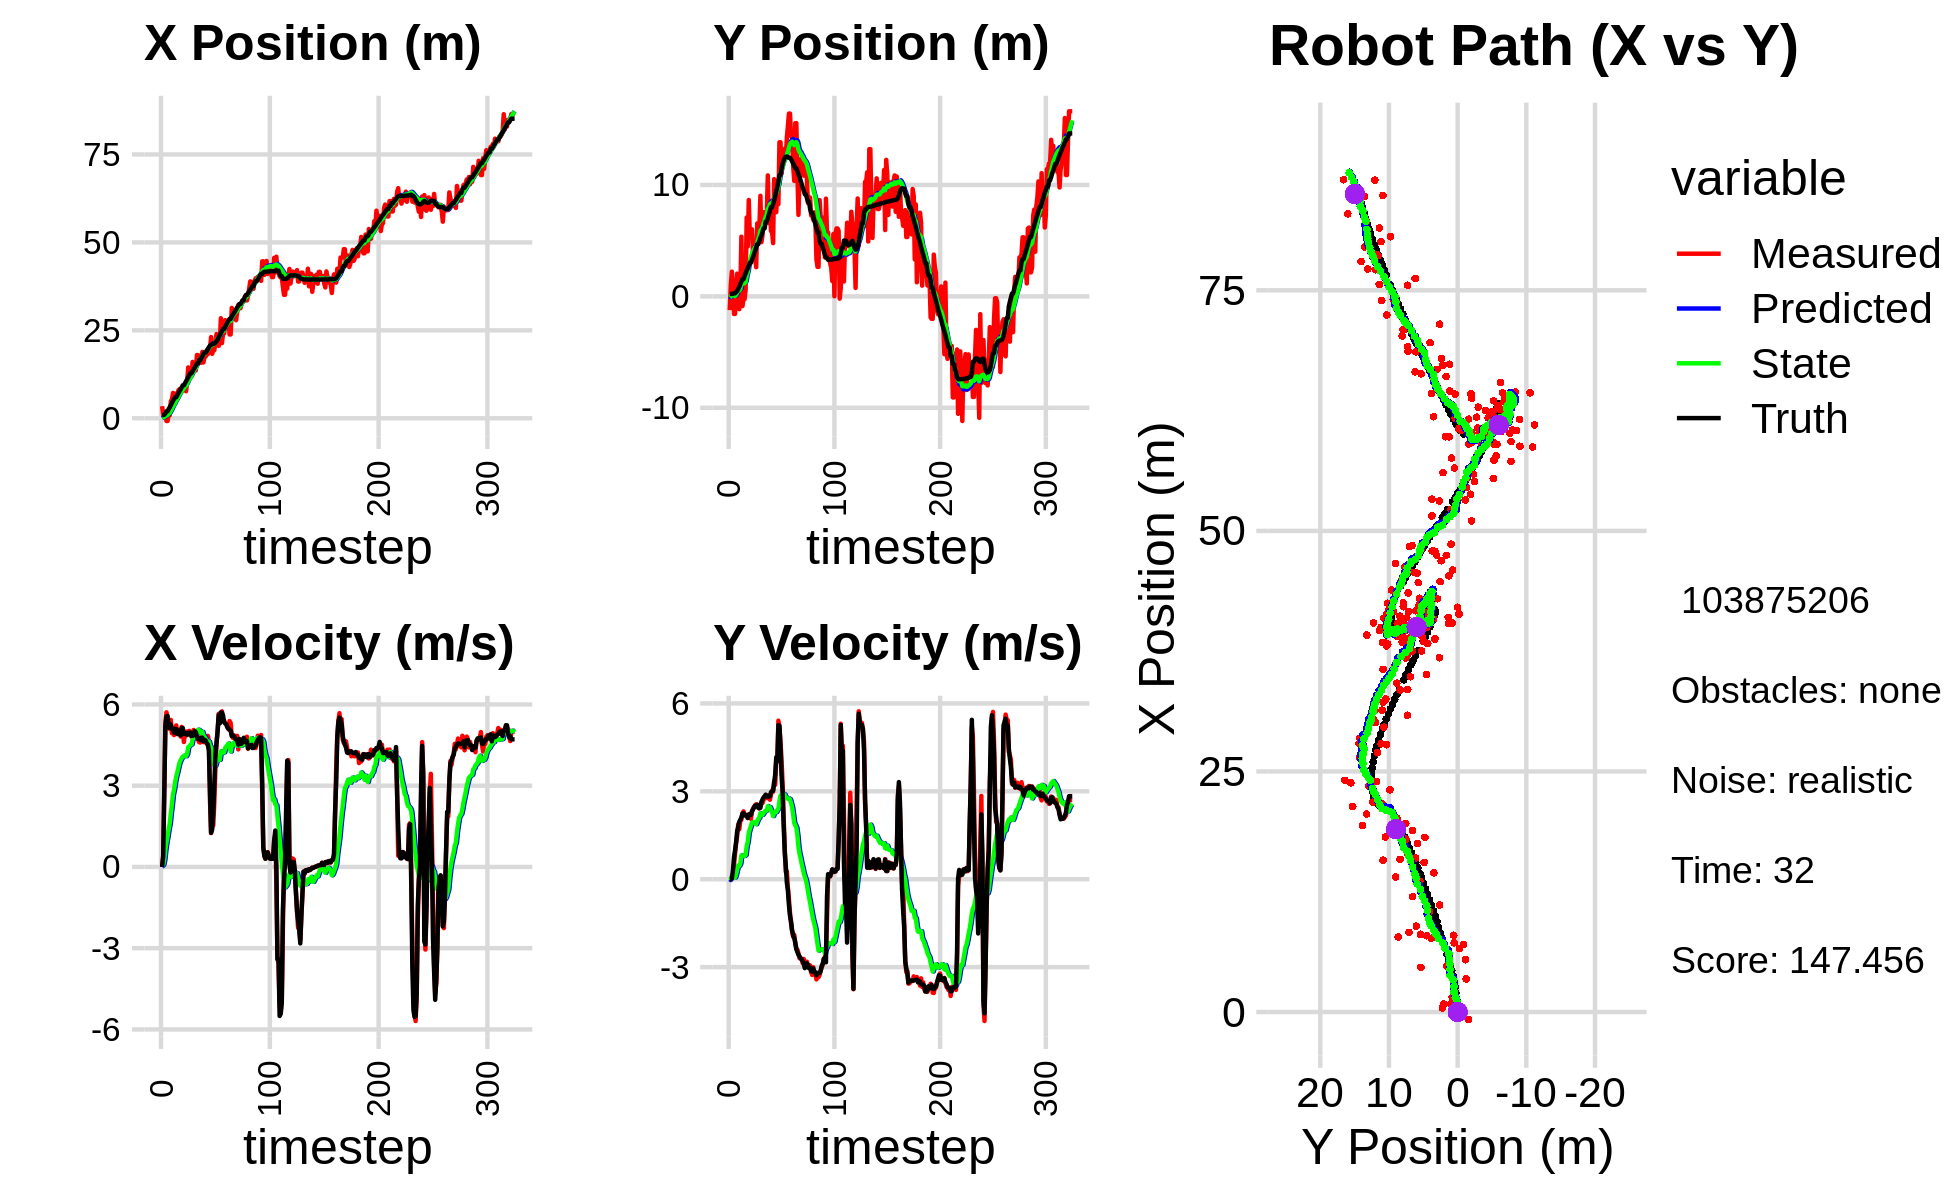 X Position (m)
75
50
25
0
0
100
200
300
timestep
Y Position (m)
10
0
-10
0
100
200
300
timestep
X Velocity (m/s)
6
3
0
-3
-6
0
100
200
300
timestep
Y Velocity (m/s)
6
3
0
-3
0
100
200
300
timestep
Robot Path (X vs Y)
X Position (m)
75
50
25
0
20 10 0 -10 -20
Y Position (m)
variable
Measured
Predicted
State
Truth
103875206
Obstacles: none
Noise: realistic
Time: 32
Score: 147.456